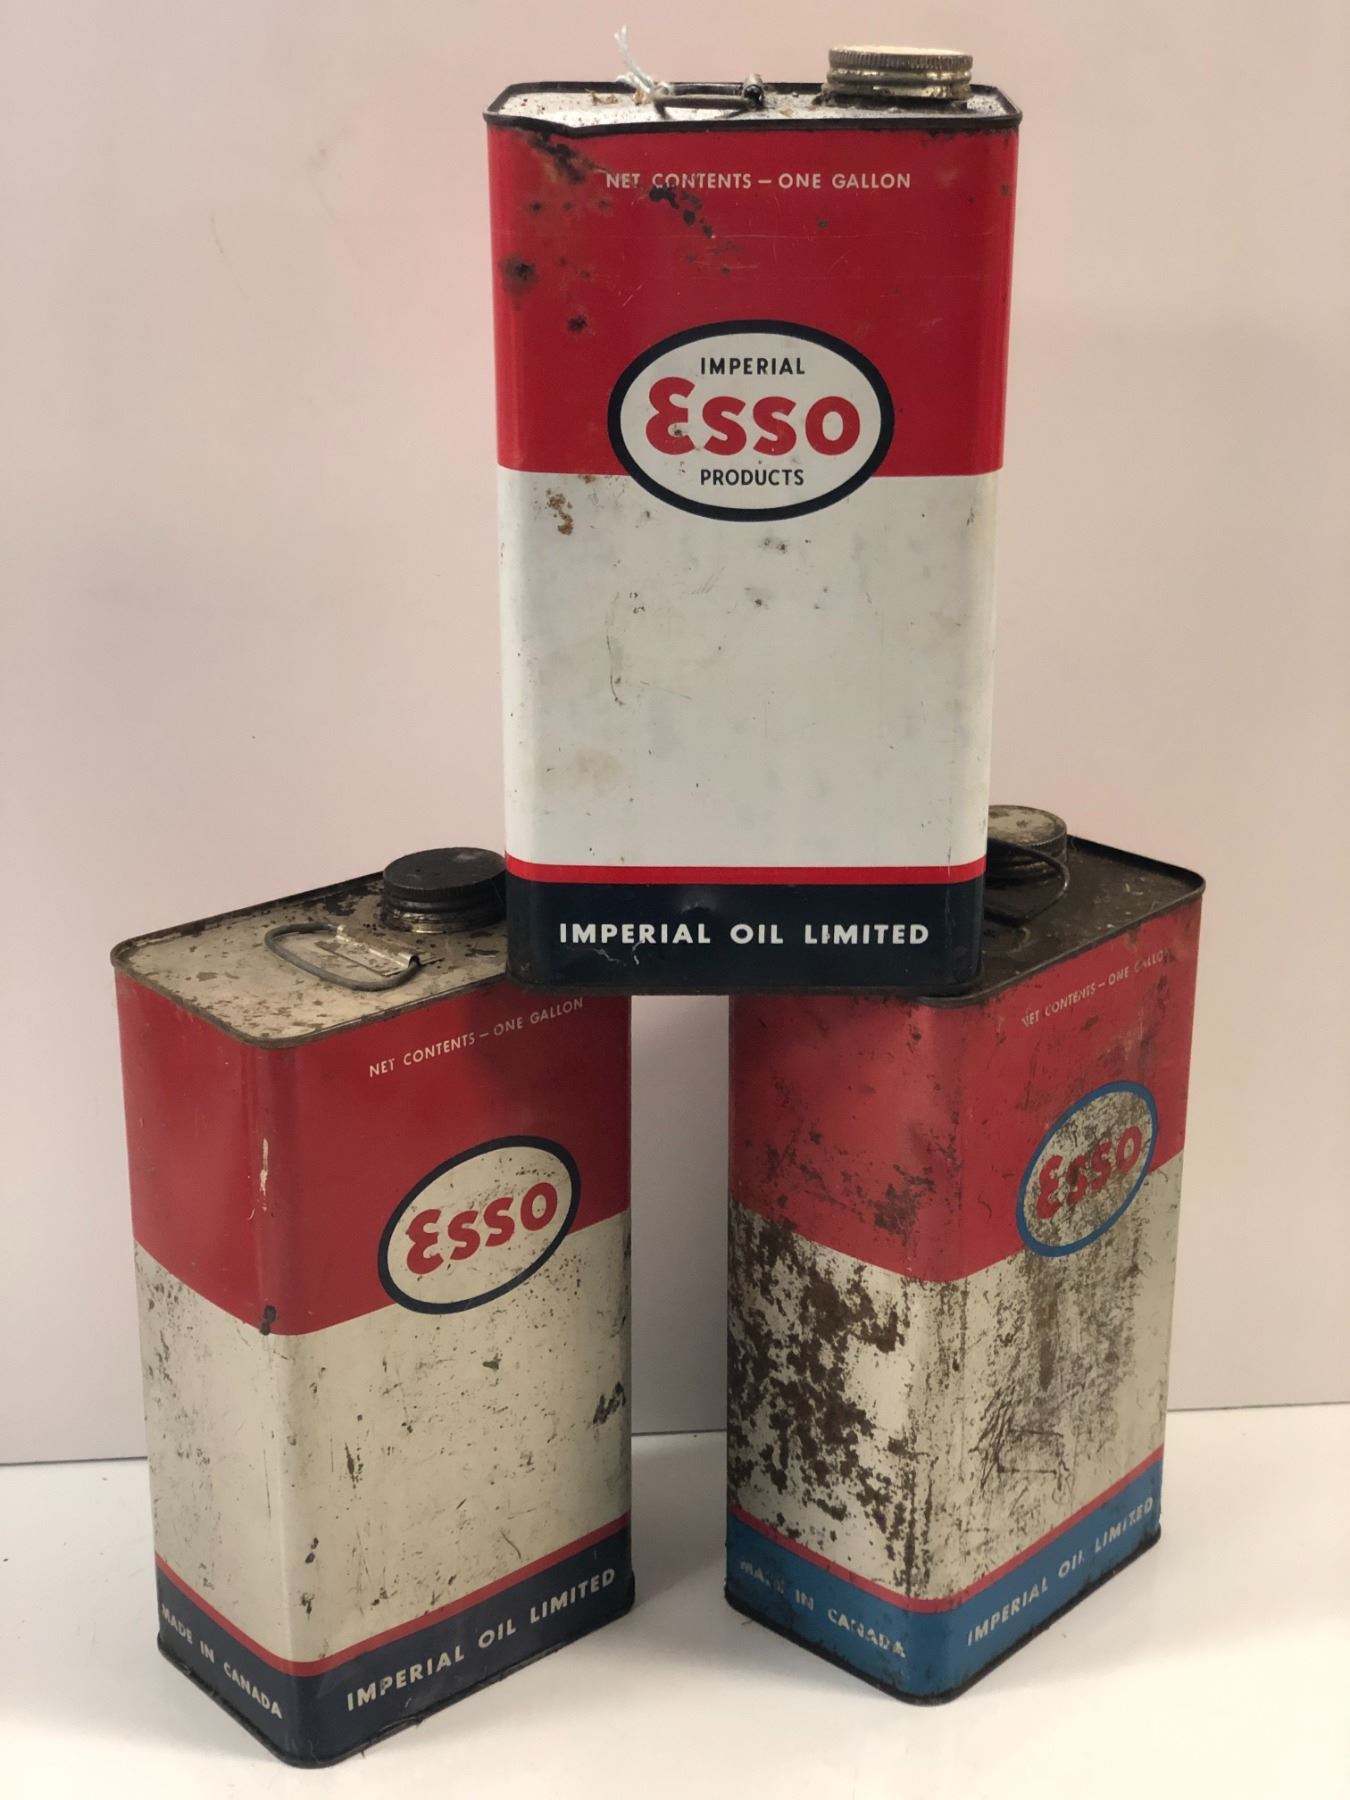 NET CONTENTS – ONE GALLON
IMPERIAL
Esso
PRODUCTS
IMPERIAL OIL LIMITED
NET CONTENTS – ONE GALLON
Esso
MADE IN CANADA
IMPERIAL OIL LIMITED
NET CONTENTS – ONE GALLON
Esso
MADE IN CANADA
IMPERIAL OIL LIMITED